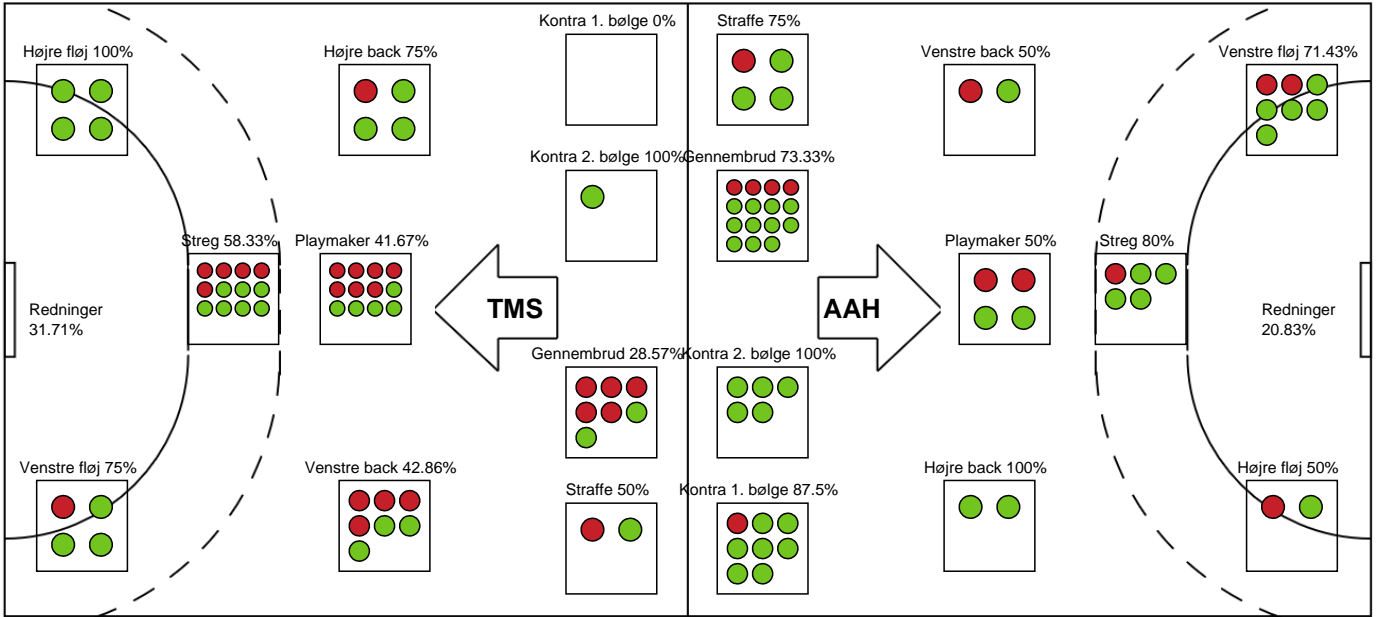 Kontra 1. bølge 0%
Straffe 75%
Højre fløj 100%
Højre back 75%
Venstre back 50%
Venstre fløj 71.43%
Kontra 2. bølge 100%
Gennembrud 73.33%
Streg 58.33%
Playmaker 41.67%
Playmaker 50%
Streg 80%
TMS
AAH
Redninger
31.71%
Redninger
20.83%
Gennembrud 28.57%
Kontra 2. bølge 100%
Venstre fløj 75%
Venstre back 42.86%
Straffe 50%
Kontra 1. bølge 87.5%
Højre back 100%
Højre fløj 50%